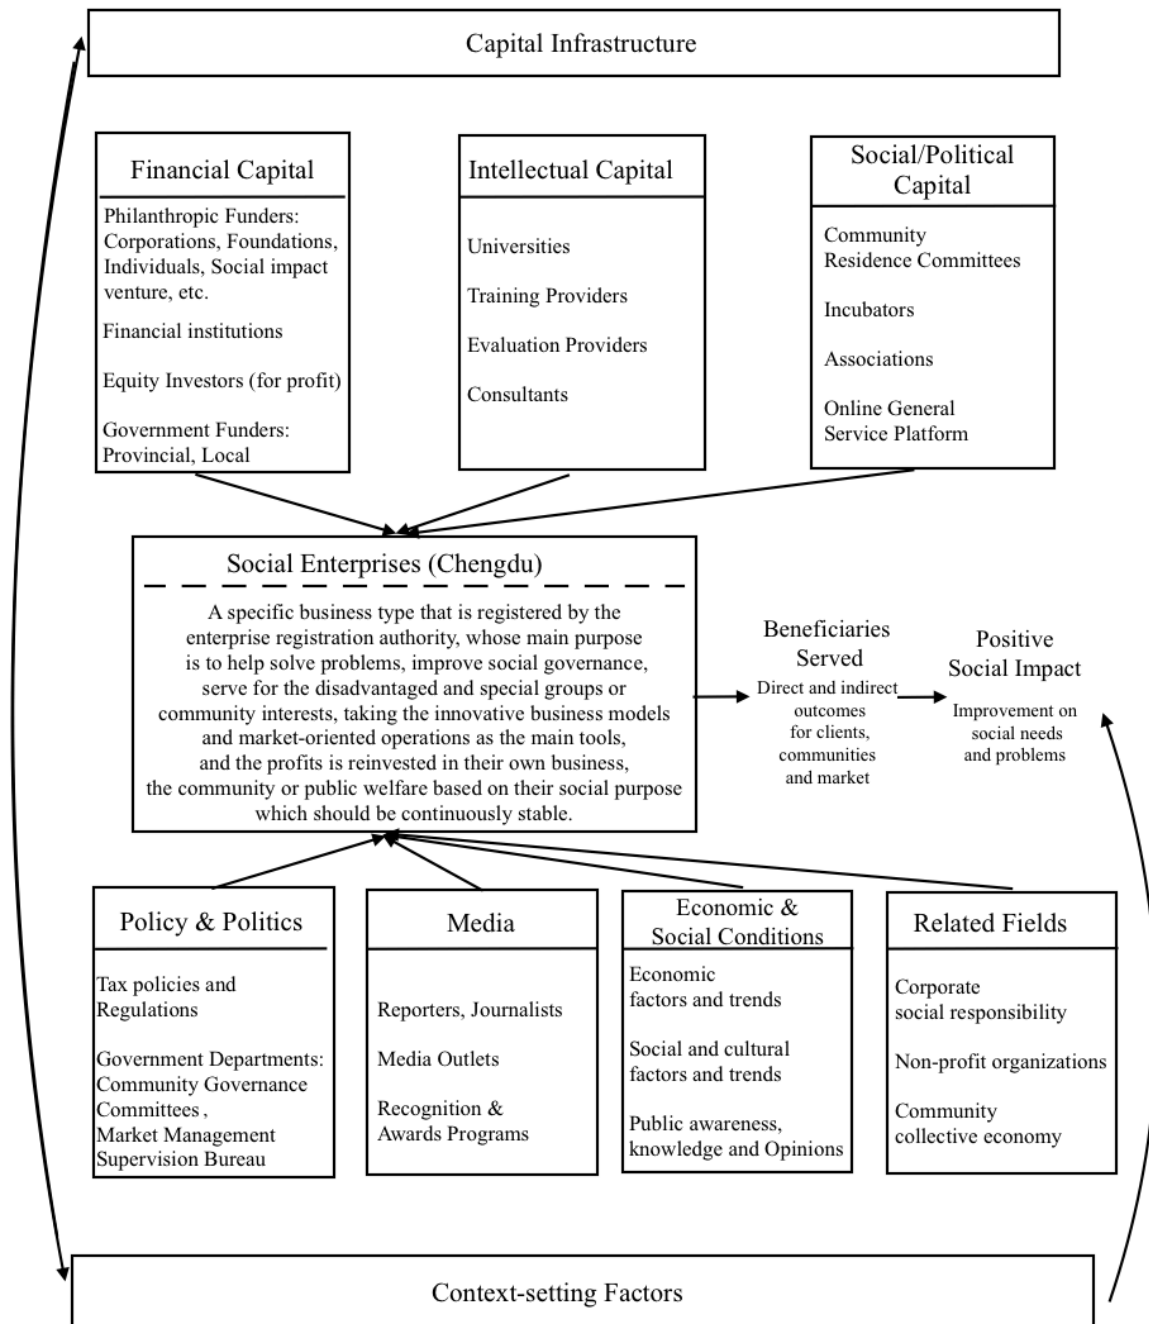 Capital Infrastructure
Financial Capital
Philanthropic Funders:
Corporations, Foundations,
Individuals, Social impact
venture, etc.
Financial institutions
Equity Investors (for profit)
Government Funders:
Provincial, Local
Intellectual Capital
Universities
Training Providers
Evaluation Providers
Consultants
Social/Political
Capital
Community
Residence Committees
Incubators
Associations
Online General
Service Platform
Social Enterprises (Chengdu)
A specific business type that is registered by the
enterprise registration authority, whose main purpose
is to help solve problems, improve social governance,
serve for the disadvantaged and special groups or
community interests, taking the innovative business models
and market-oriented operations as the main tools,
and the profits is reinvested in their own business,
the community or public welfare based on their social purpose
which should be continuously stable.
Beneficiaries
Served
Direct and indirect
outcomes
for clients,
communities
and market
Positive
Social Impact
Improvement on
social needs
and problems
Policy & Politics
Tax policies and
Regulations
Government Departments:
Community Governance
Committees ,
Market Management
Supervision Bureau
Media
Reporters, Journalists
Media Outlets
Recognition &
Awards Programs
Economic &
Social Conditions
Economic
factors and trends
Social and cultural
factors and trends
Public awareness,
knowledge and Opinions
Related Fields
Corporate
social responsibility
Non-profit organizations
Community
collective economy
Context-setting Factors